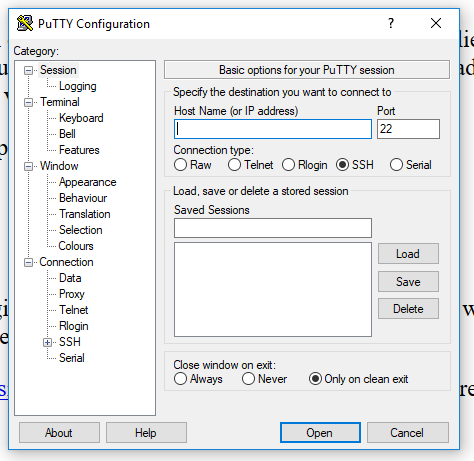 PuTTY Configuration
?
Category:
Session
Logging
Terminal
Keyboard
Bell
Features
Window
Appearance
Behaviour
Translation
Selection
Colours
Connection
Data
Proxy
Telnet
Rlogin
SSH
Serial
Basic options for your PuTTY session
Specify the destination you want to connect to
Host Name (or IP address) Port
22
Connection type:
Raw Telnet Rlogin SSH Serial
Load, save or delete a stored session
Saved Sessions
Load
Save
Delete
Close window on exit:
Always Never Only on clean exit
About Help Open Cancel